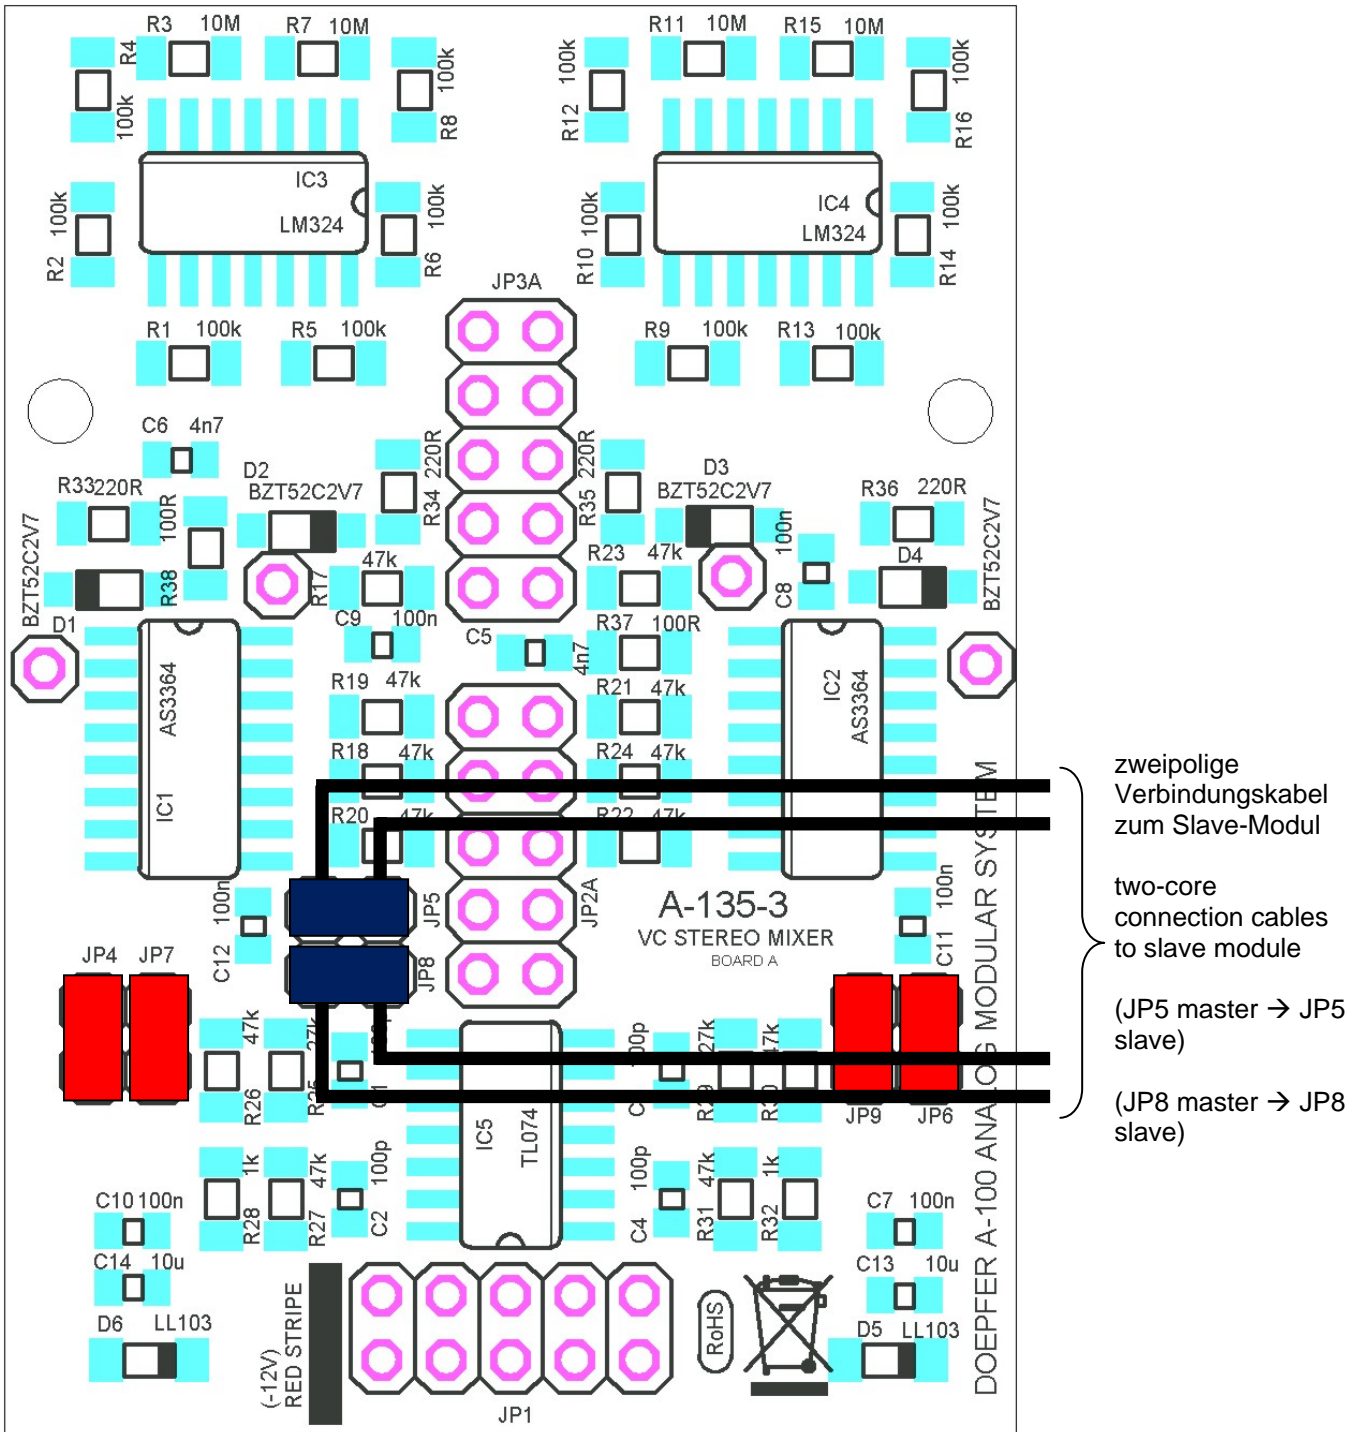 R3 10M R7 10M
R4
100k
100k
R8
R11 10M R15 10M
100k
R12
100k
R16
IC3
LM324
IC4
LM324
100k
R2
100k
R6
100k
R10
100k
R14
R1 100k R5 100k
JP3A
R9 100k R13 100k
C6 4n7
R33 220R
100R
R38
D2
BZT52C2V7
220R
R34
220R
R35
D3
BZT52C2V7
R36 220R
100n
C8
D4
BZT52C2V7
BZT52C2V7
D1
R17 47k
R23 47k
C9 100n
C5
4n7
R37 100R
AS3364
IC1
IC2
AS3364
R19 47k
R21 47k
R18 47k
R24 47k
R20 47k
R22 47k
JP5
JP8
JP2A
A-135-3
VC STEREO MIXER
BOARD A
100n
C12
100n
C11
JP4 JP7
JP9 JP6
47k
R26
27k
C1
27k
R29
47k
IC5
TL074
1k
R28
47k
R27
100p
C2
100p
C4
47k
R31
1k
R32
C10 100n
C14 10u
D6 LL103
C7 100n
C13 10u
D5 LL103
(-12V)
RED STRIPE
JP1
RoHS
DOEPFER A-100 ANALOG MODULAR SYSTEM
zweipolige
Verbindungskabel
zum Slave-Modul
two-core
connection cables
to slave module
(JP5 master → JP5
slave)
(JP8 master → JP8
slave)